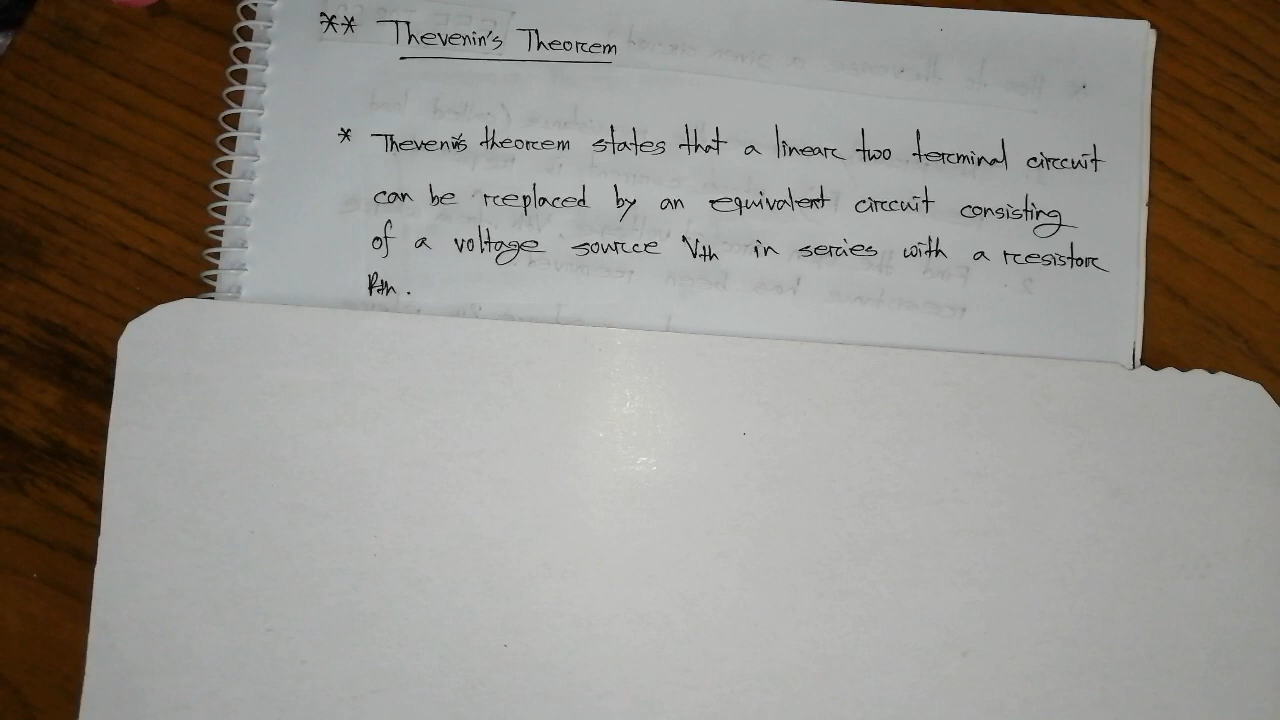 ** Thevenin's Theorem
* Thevenin's theorem states that a linear two terminal circuit
can be replaced by an equivalent circuit consisting
of a voltage source Vth in series with a resistor
Rth.